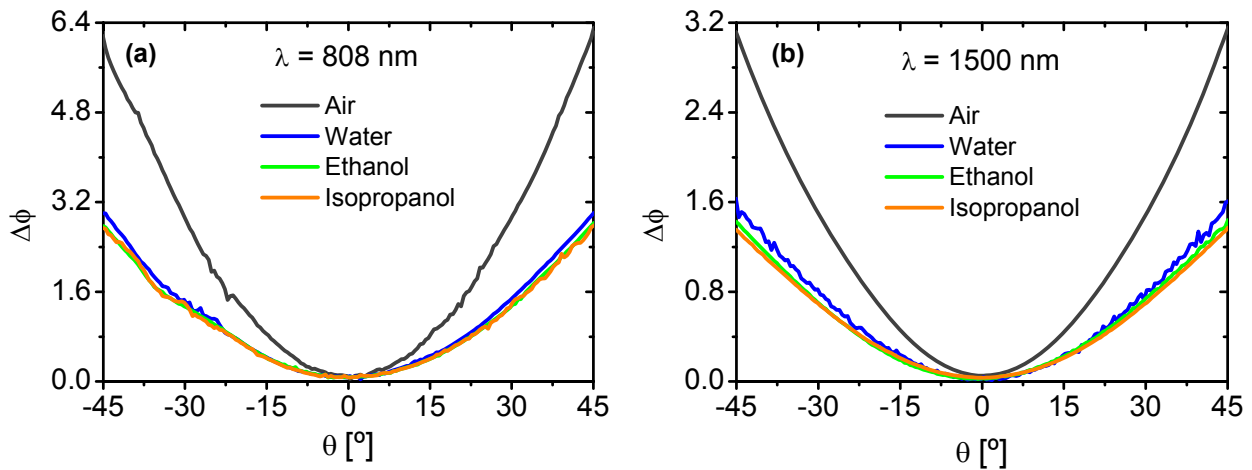 (a)
λ = 808 nm
Air
Water
Ethanol
Isopropanol
Δϕ
6.4
4.8
3.2
1.6
0.0
-45 -30 -15 0 15 30 45
θ [º]
(b)
λ = 1500 nm
Air
Water
Ethanol
Isopropanol
Δϕ
3.2
2.4
1.6
0.8
0.0
-45 -30 -15 0 15 30 45
θ [º]